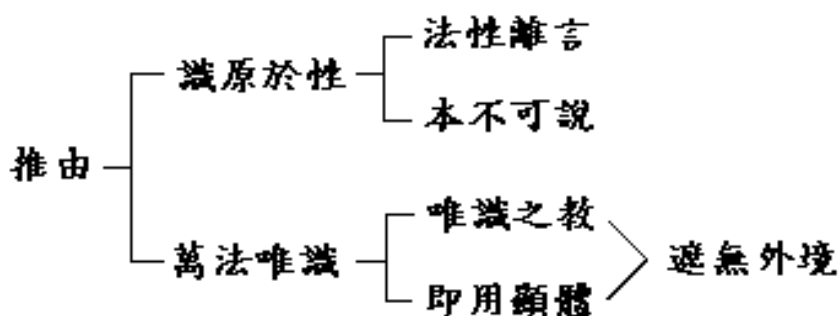 推由
識原於性
法性離言
本不可說
萬法唯識
唯識之教
即用顯體
遮無外境